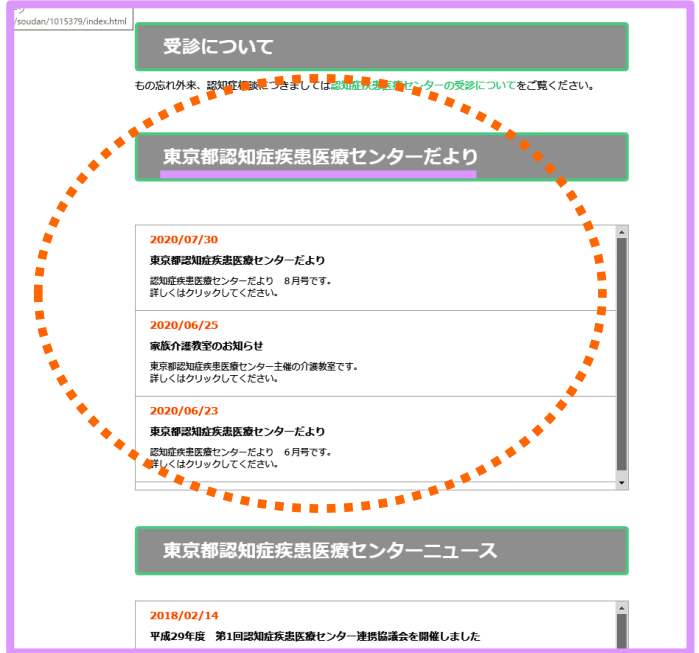 /soudan/1015379/index.html
受診について
もの忘れ外来、認知症相談につきましては認知症疾患医療センターの受診についてをご覧ください。
東京都認知症疾患医療センターだより
2020/07/30
東京都認知症疾患医療センターだより
認知症疾患医療センターだより　8月号です。
詳しくはクリックしてください。
2020/06/25
家族介護教室のお知らせ
東京都認知症疾患医療センター主催の介護教室です。
詳しくはクリックしてください。
2020/06/23
東京都認知症疾患医療センターだより
認知症疾患医療センターだより　6月号です。
詳しくはクリックしてください。
東京都認知症疾患医療センターニュース
2018/02/14
平成29年度　第1回認知症疾患医療センター連携協議会を開催しました